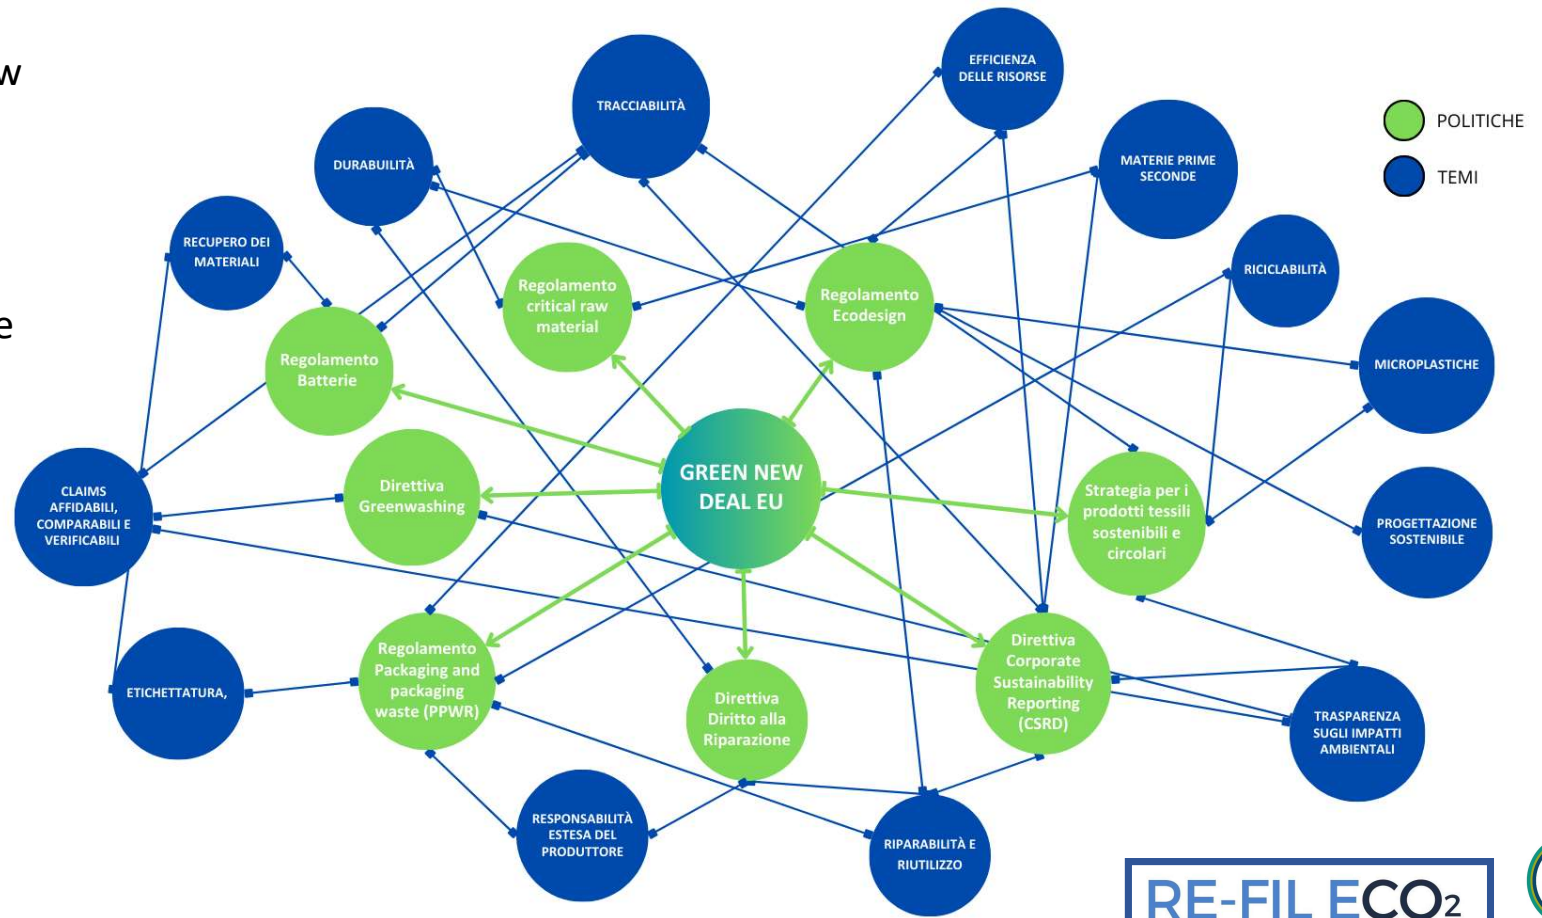 w
e
EFFICIENZA
DELLE RISORSE
TRACCIABILITÀ
POLITICHE
TEMI
DURABUILITÀ
MATERIE PRIME
SECONDE
RECUPERO DEI
MATERIALI
RICICLABILITÀ
Regolamento
critical raw
material
Regolamento
Ecodesign
Regolamento
Batterie
MICROPLASTICHE
GREEN NEW
DEAL EU
CLAIMS
AFFIDABILI,
COMPARABILI E
VERIFICABILI
Direttiva
Greenwashing
Strategia per i
prodotti tessili
sostenibili e
circolari
PROGETTAZIONE
SOSTENIBILE
ETICHETTATURA,
Regolamento
Packaging and
packaging
waste (PPWR)
Direttiva
Diritto alla
Riparazione
Direttiva
Corporate
Sustainability
Reporting
(CSRD)
TRASPARENZA
SUGLI IMPATTI
AMBIENTALI
RESPONSABILITÀ
ESTESA DEL
PRODUTTORE
RIPARABILITÀ E
RIUTILIZZO
RE-FIL ECO2